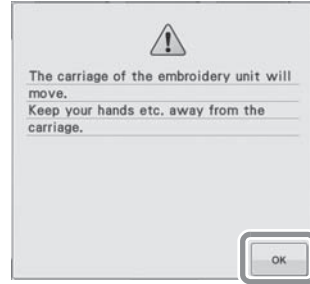 The carriage of the embroidery unit will
move.
Keep your hands etc. away from the
carriage.
OK